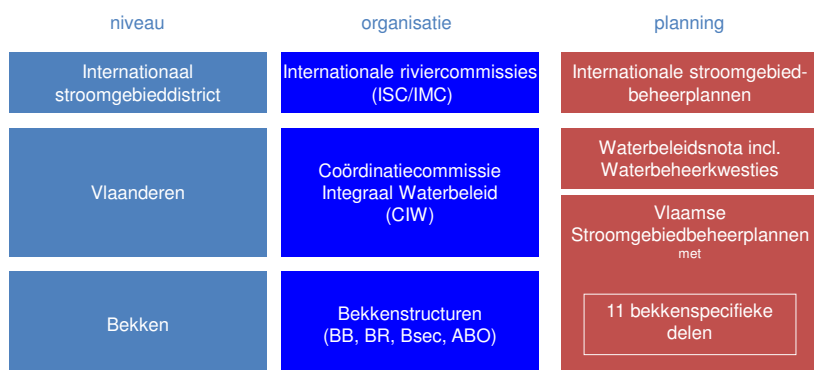 niveau
organisatie
planning
Internationaal
stroomgebieddistrict
Internationale riviercommissies
(ISC/IMC)
Internationale stroomgebied-
beheerplannen
Vlaanderen
Coördinatiecommissie
Integraal Waterbeleid
(CIW)
Waterbeleidsnota incl.
Waterbeheerkwesties
Vlaamse
Stroomgebiedbeheerplannen
met
Bekken
Bekkenstructuren
(BB, BR, Bsec, ABO)
11 bekkenspecifieke
delen